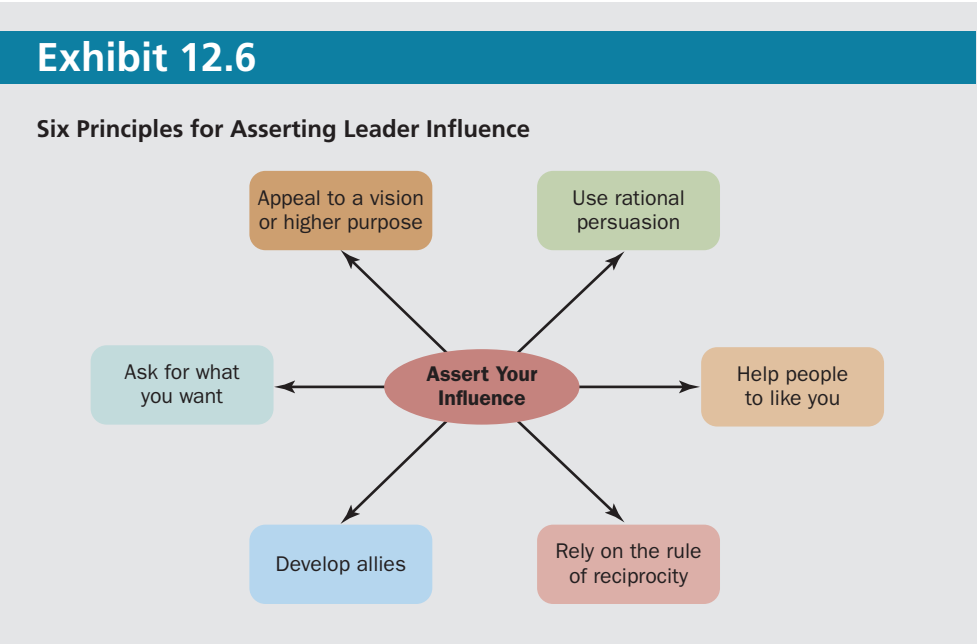 Exhibit 12.6
Six Principles for Asserting Leader Influence
Appeal to a vision
or higher purpose
Use rational
persuasion
Ask for what
you want
Assert Your
Influence
Help people
to like you
Develop allies
Rely on the rule
of reciprocity